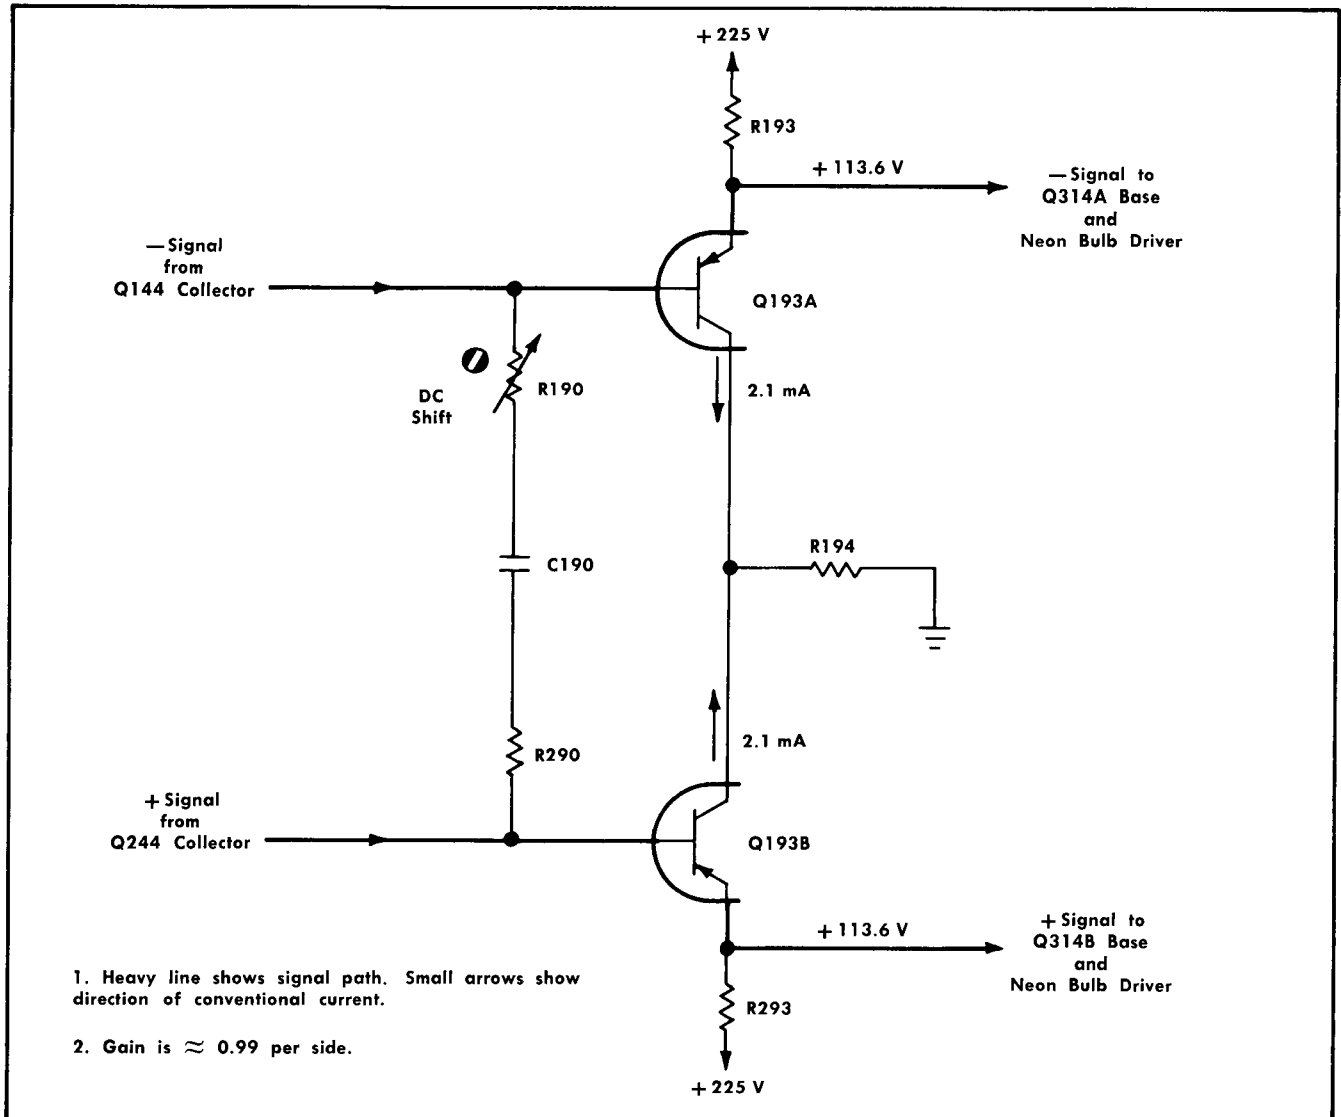 +225 V
R193
+113.6 V
—Signal to
Q314A Base
and
Neon Bulb Driver
—Signal
from
Q144 Collector
Q193A
DC
Shift
R190
2.1 mA
C190
R194
R290
2.1 mA
+Signal
from
Q244 Collector
Q193B
+113.6 V
+Signal to
Q314B Base
and
Neon Bulb Driver
R293
+225 V
1. Heavy line shows signal path. Small arrows show
direction of conventional current.
2. Gain is ≈ 0.99 per side.